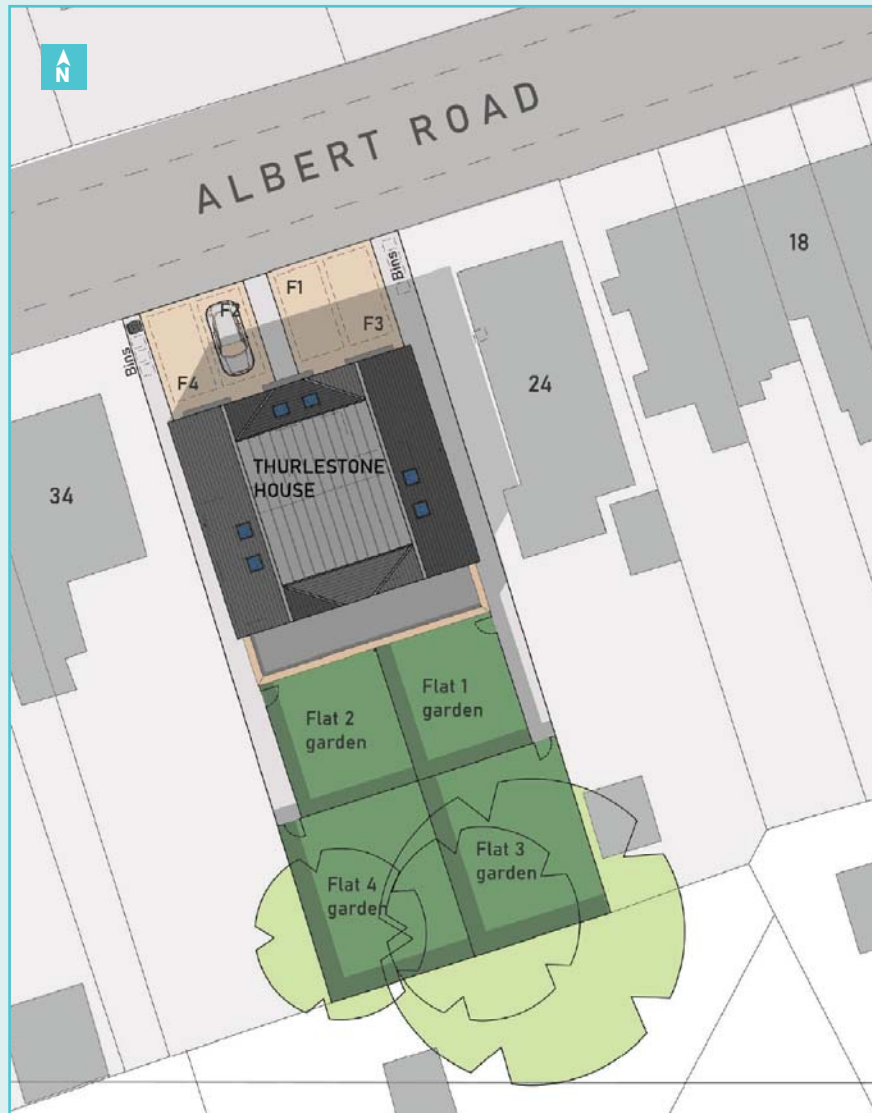 N
ALBERT ROAD
18
Bins
F1
F2
F3
Bins
F4
24
THURLESTONE
HOUSE
34
Flat 1
garden
Flat 2
garden
Flat 3
garden
Flat 4
garden